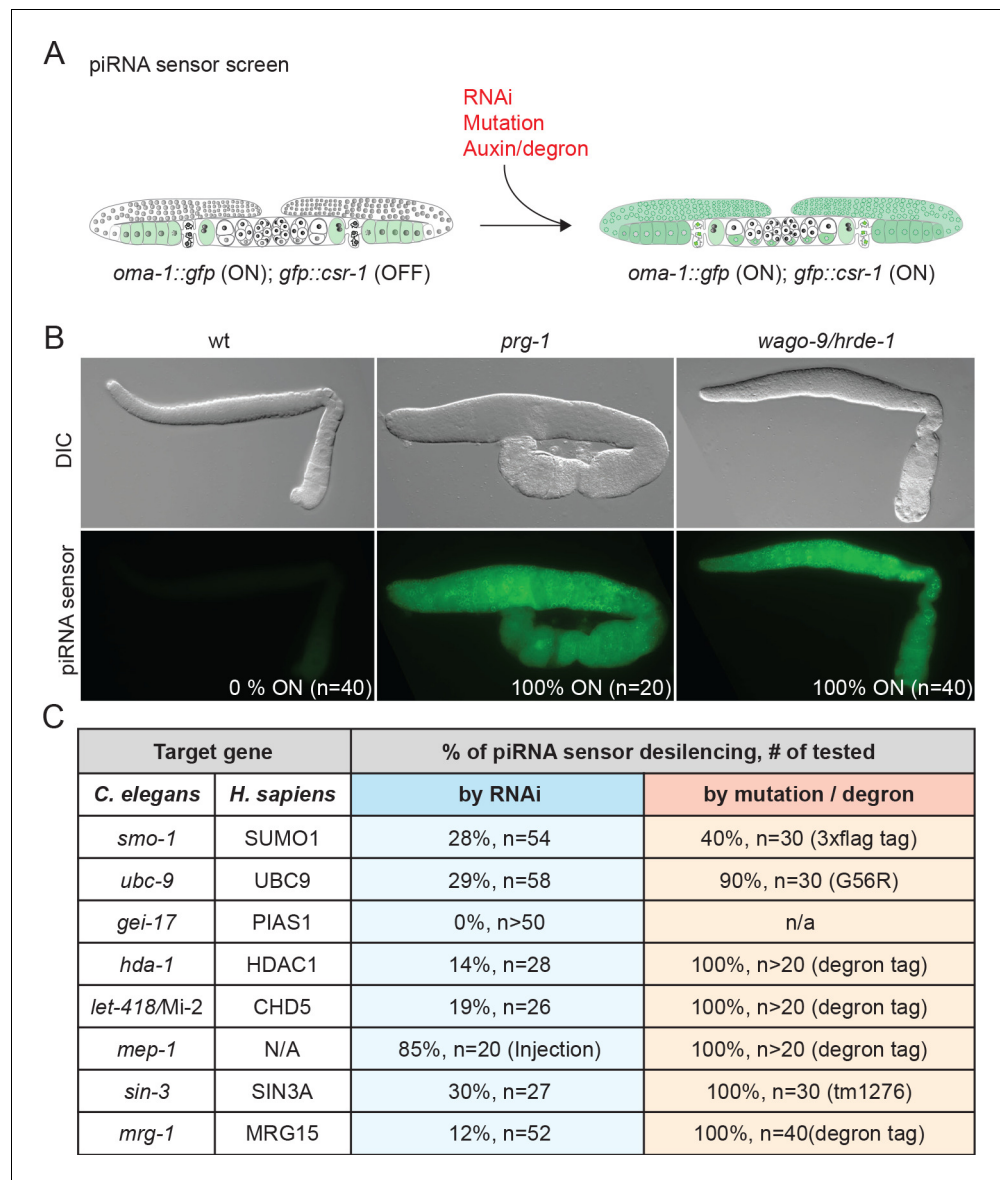 A
piRNA sensor screen
RNAi
Mutation
Auxin/degron
oma-1::gfp (ON); gfp::csr-1 (OFF)
oma-1::gfp (ON); gfp::csr-1 (ON)
B
wt
prg-1
wago-9/hrde-1
DIC
piRNA sensor
0 % ON (n=40)
100% ON (n=20)
100% ON (n=40)
C
Target gene
% of piRNA sensor desilencing, # of tested
C. elegans
H. sapiens
by RNAi
by mutation / degron
smo-1
SUMO1
28%, n=54
40%, n=30 (3xflag tag)
ubc-9
UBC9
29%, n=58
90%, n=30 (G56R)
gei-17
PIAS1
0%, n>50
n/a
hda-1
HDAC1
14%, n=28
100%, n>20 (degron tag)
let-418/Mi-2
CHD5
19%, n=26
100%, n>20 (degron tag)
mep-1
N/A
85%, n=20 (Injection)
100%, n>20 (degron tag)
sin-3
SIN3A
30%, n=27
100%, n=30 (tm1276)
mrg-1
MRG15
12%, n=52
100%, n=40(degron tag)